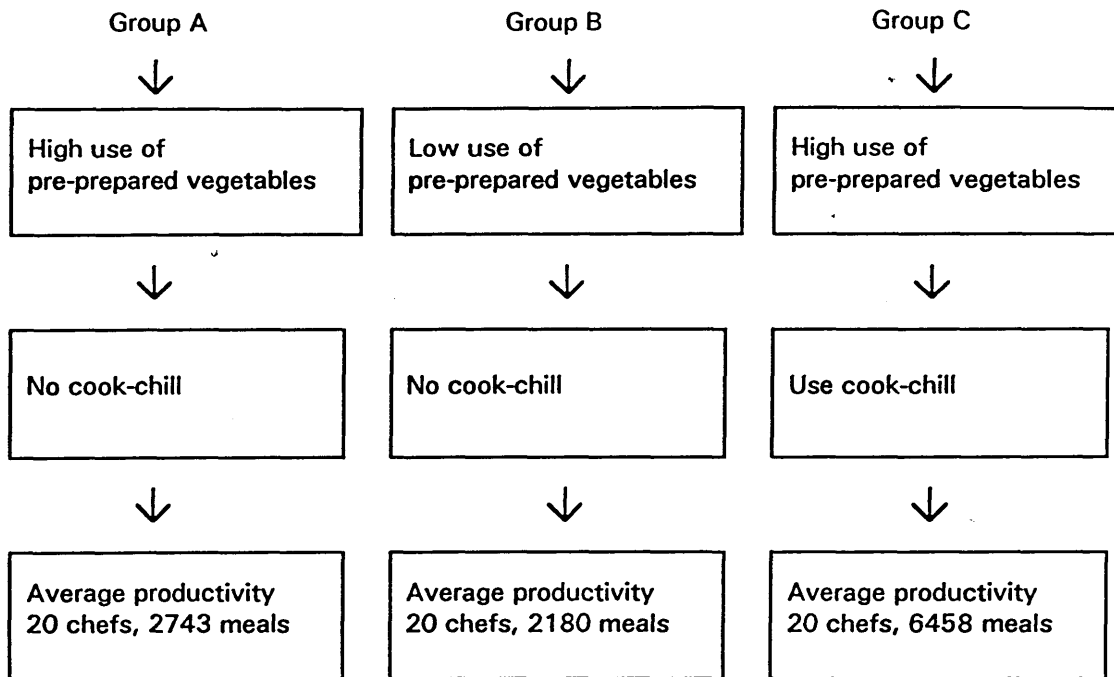 Group A
High use of
pre-prepared vegetables
No cook-chill
Average productivity
20 chefs, 2743 meals
Group B
Low use of
pre-prepared vegetables
No cook-chill
Average productivity
20 chefs, 2180 meals
Group C
High use of
pre-prepared vegetables
Use cook-chill
Average productivity
20 chefs, 6458 meals